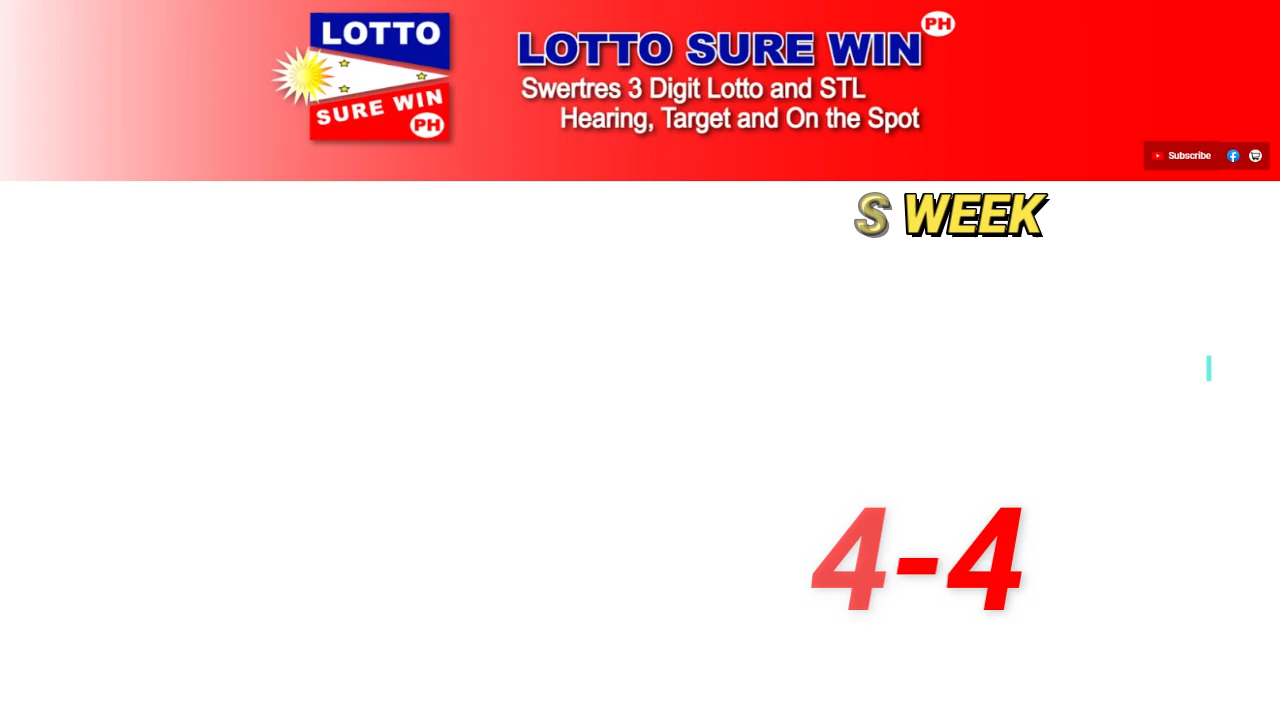 LOTTO
SURE WIN
PH
LOTTO SURE WIN
PH
Swertres 3 Digit Lotto and STL
Hearing, Target and On the Spot
Subscribe
S WEEK
4-4